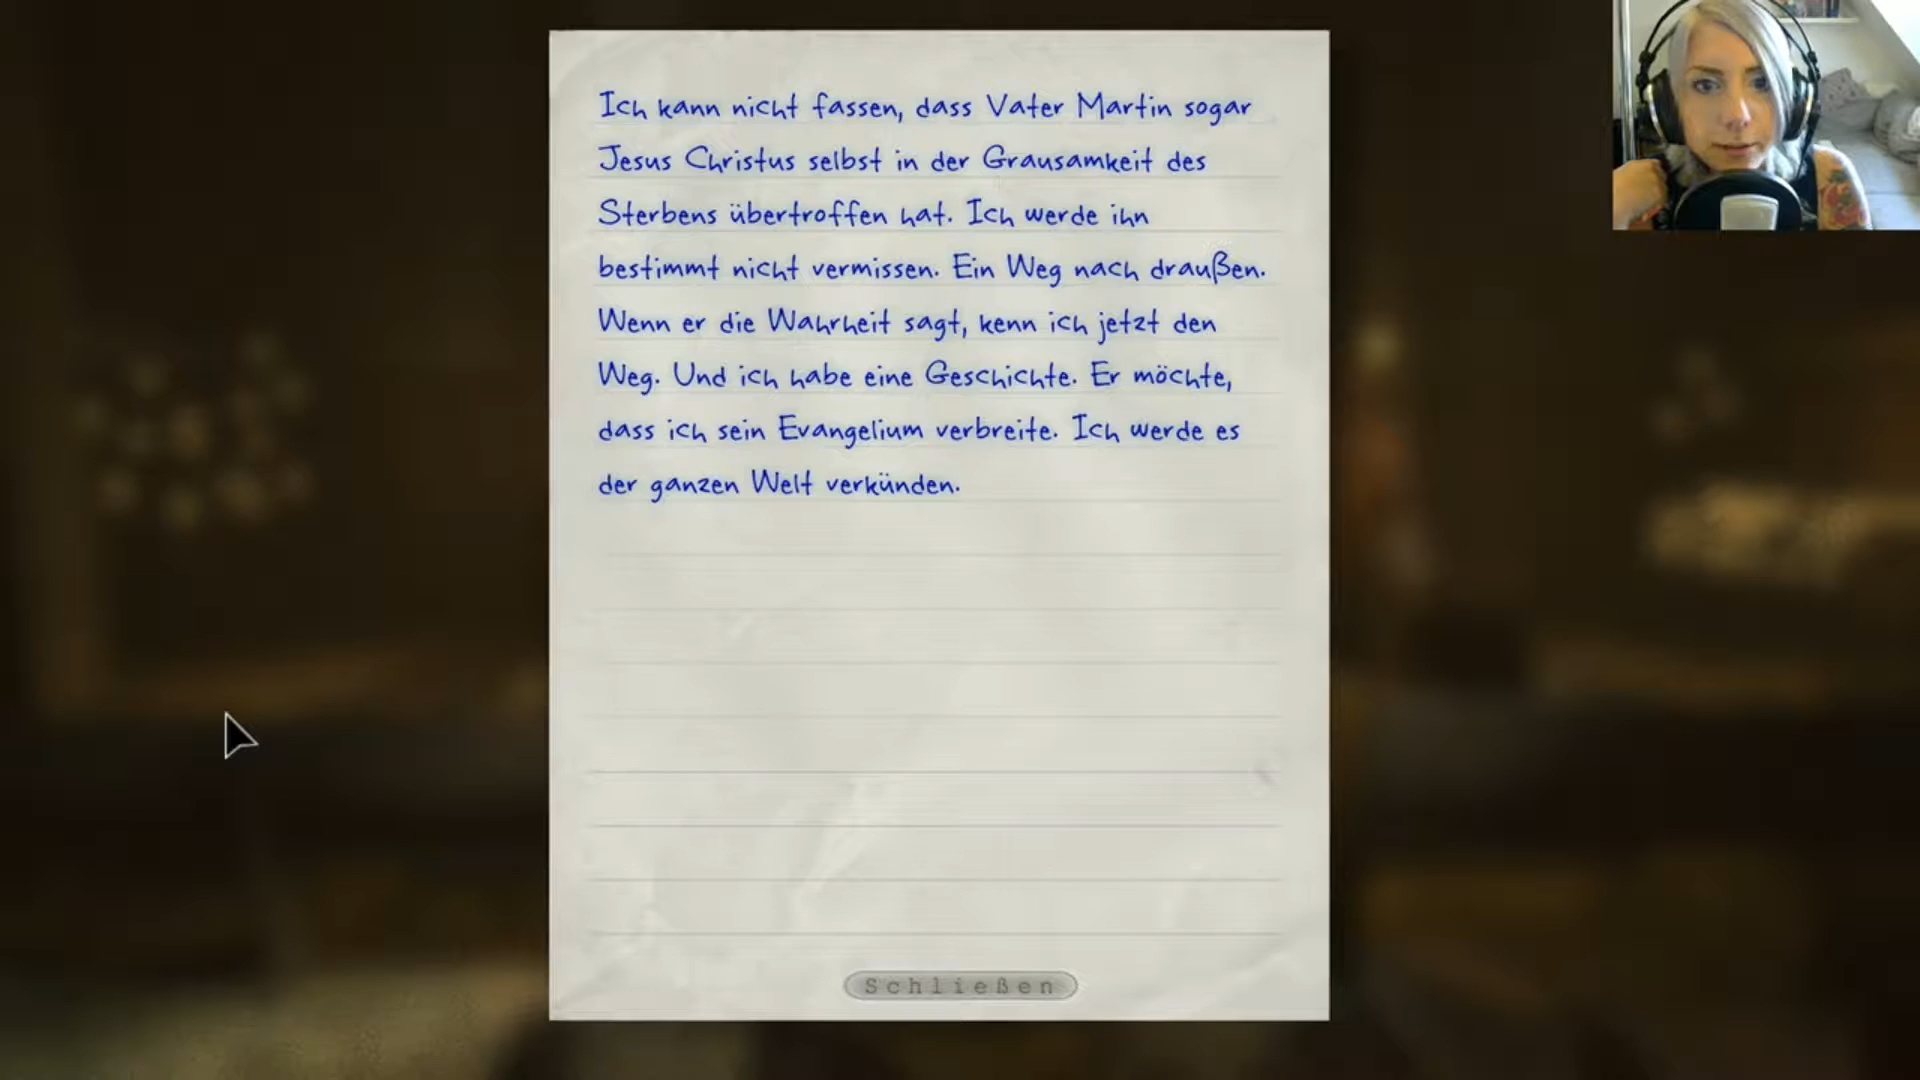 Ich kann nicht fassen, dass Vater Martin sogar
Jesus Christus selbst in der Grausamkeit des
Sterbens übertroffen hat. Ich werde ihn
bestimmt nicht vermissen. Ein Weg nach draußen.
Wenn er die Wahrheit sagt, kenn ich jetzt den
Weg. Und ich habe eine Geschichte. Er möchte,
dass ich sein Evangelium verbreite. Ich werde es
der ganzen Welt verkünden.
Schließen